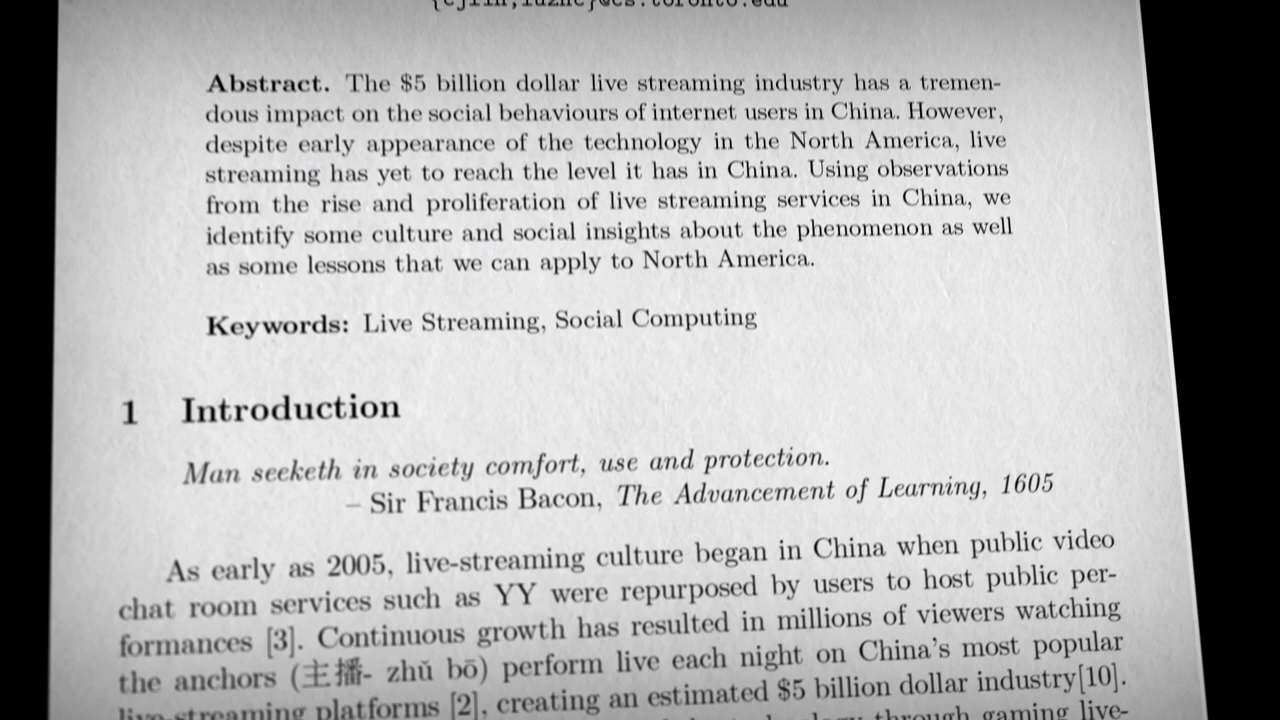 Abstract. The $5 billion dollar live streaming industry has a tremen-
dous impact on the social behaviours of internet users in China. However,
despite early appearance of the technology in the North America, live
streaming has yet to reach the level it has in China. Using observations
from the rise and proliferation of live streaming services in China, we
identify some culture and social insights about the phenomenon as well
as some lessons that we can apply to North America.
Keywords: Live Streaming, Social Computing
1 Introduction
Man seeketh in society comfort, use and protection.
– Sir Francis Bacon, The Advancement of Learning, 1605
As early as 2005, live-streaming culture began in China when public video
chat room services such as YY were repurposed by users to host public per-
formances [3]. Continuous growth has resulted in millions of viewers watching
the anchors (主播- zhǔ bō) perform live each night on China's most popular
live-streaming platforms [2], creating an estimated $5 billion dollar industry[10].
through gaming live-